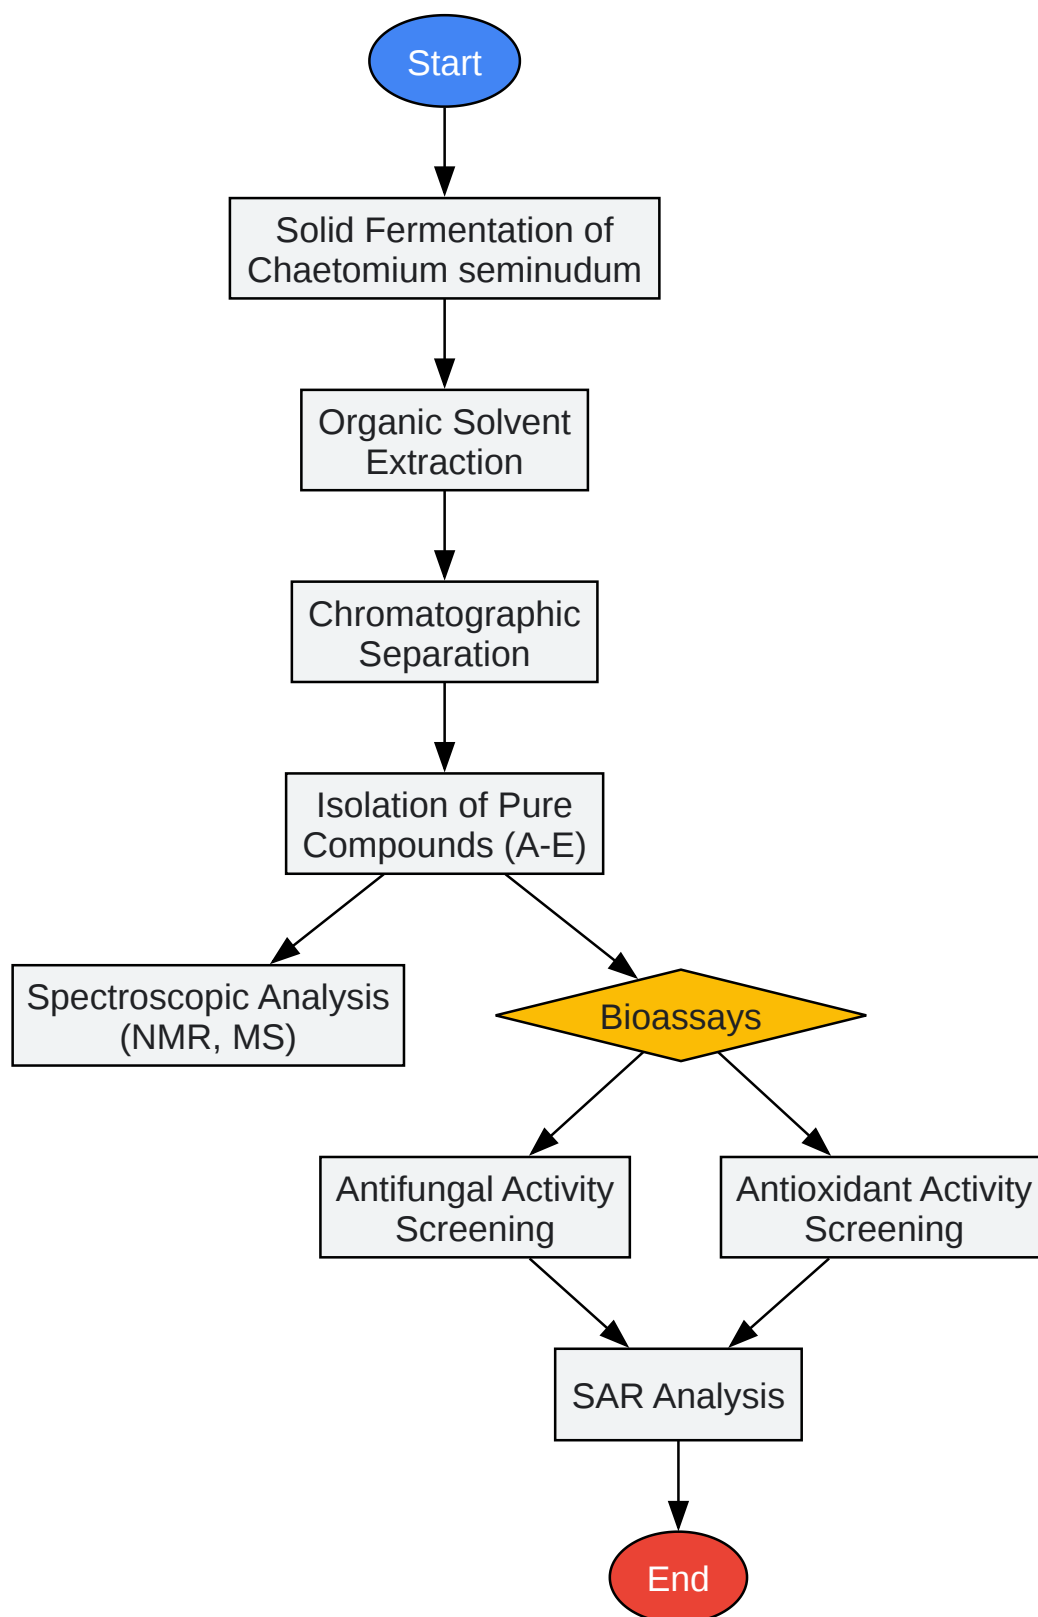 Start
Solid Fermentation of
Chaetomium seminudum
Organic Solvent
Extraction
Chromatographic
Separation
Isolation of Pure
Compounds (A-E)
Spectroscopic Analysis
(NMR, MS)
Bioassays
Antifungal Activity
Screening
Antioxidant Activity
Screening
SAR Analysis
End